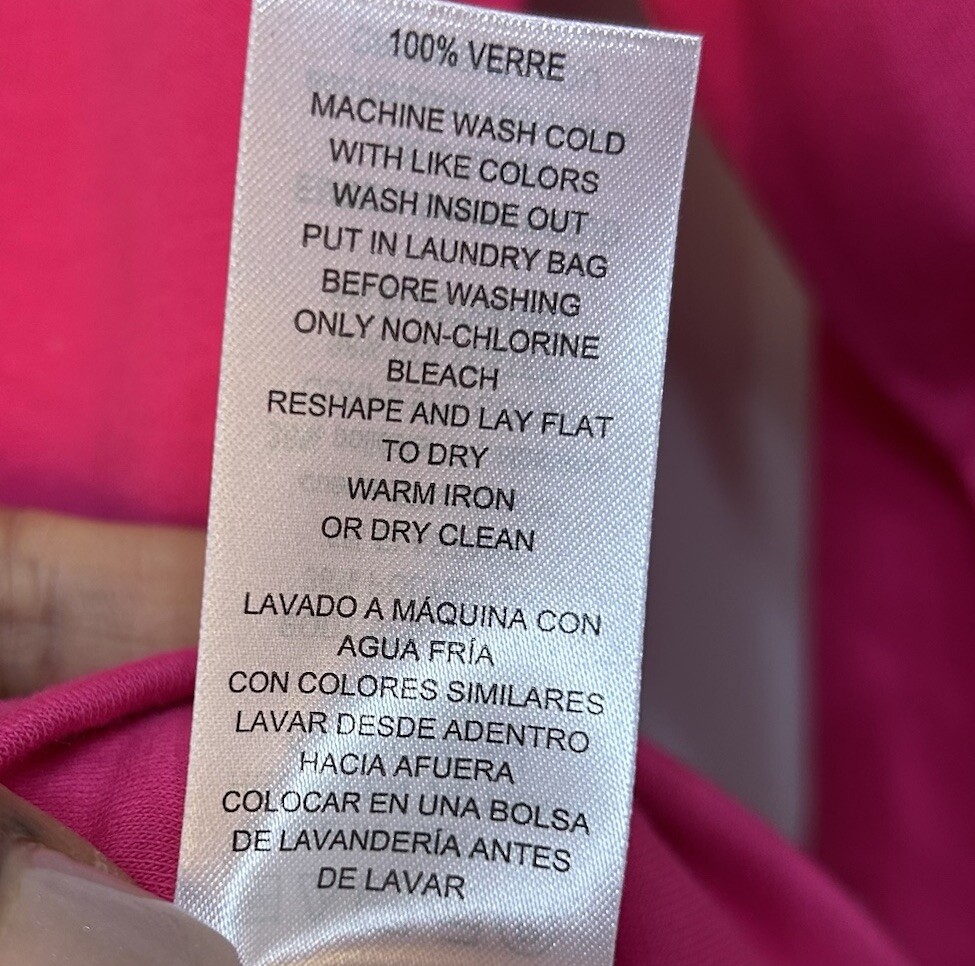 100% VERRE
MACHINE WASH COLD
WITH LIKE COLORS
WASH INSIDE OUT
PUT IN LAUNDRY BAG
BEFORE WASHING
ONLY NON-CHLORINE
BLEACH
RESHAPE AND LAY FLAT
TO DRY
WARM IRON
OR DRY CLEAN
LAVADO A MÁQUINA CON
AGUA FRÍA
CON COLORES SIMILARES
LAVAR DESDE ADENTRO
HACIA AFUERA
COLOCAR EN UNA BOLSA
DE LAVANDERÍA ANTES
DE LAVAR